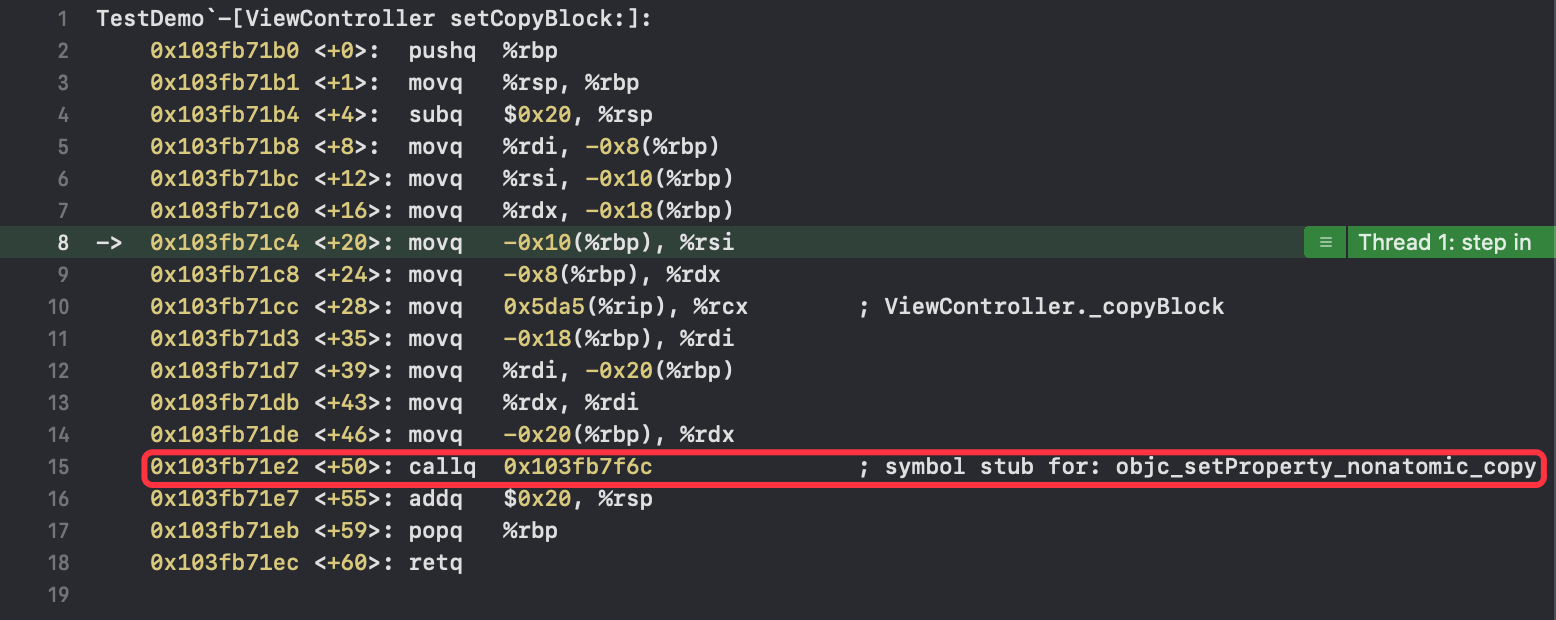 1 TestDemo`-[ViewController setCopyBlock:]:
2 0x103fb71b0 <+0>: pushq %rbp
3 0x103fb71b1 <+1>: movq %rsp, %rbp
4 0x103fb71b4 <+4>: subq $0x20, %rsp
5 0x103fb71b8 <+8>: movq %rdi, -0x8(%rbp)
6 0x103fb71bc <+12>: movq %rsi, -0x10(%rbp)
7 0x103fb71c0 <+16>: movq %rdx, -0x18(%rbp)
8 -> 0x103fb71c4 <+20>: movq -0x10(%rbp), %rsi ≡ Thread 1: step in
9 0x103fb71c8 <+24>: movq -0x8(%rbp), %rdx
10 0x103fb71cc <+28>: movq 0x5da5(%rip), %rcx ; ViewController._copyBlock
11 0x103fb71d3 <+35>: movq -0x18(%rbp), %rdi
12 0x103fb71d7 <+39>: movq %rdi, -0x20(%rbp)
13 0x103fb71db <+43>: movq %rdx, %rdi
14 0x103fb71de <+46>: movq -0x20(%rbp), %rdx
15 0x103fb71e2 <+50>: callq 0x103fb7f6c ; symbol stub for: objc_setProperty_nonatomic_copy
16 0x103fb71e7 <+55>: addq $0x20, %rsp
17 0x103fb71eb <+59>: popq %rbp
18 0x103fb71ec <+60>: retq
19